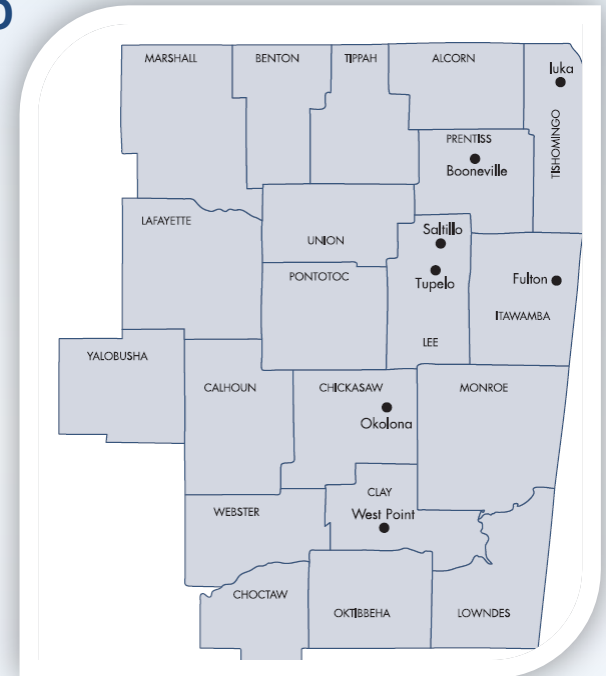 MARSHALL
BENTON
TIPPAH
ALCORN
Iuka
TISHOMINGO
PRENTISS
Booneville
LAFAYETTE
UNION
Saltillo
PONTOTOC
Tupelo
Fulton
ITAWAMBA
LEE
YALOBUSHA
CALHOUN
CHICKASAW
MONROE
Okolona
CLAY
WEBSTER
West Point
CHOCTAW
OKTIBBEHA
LOWNDES